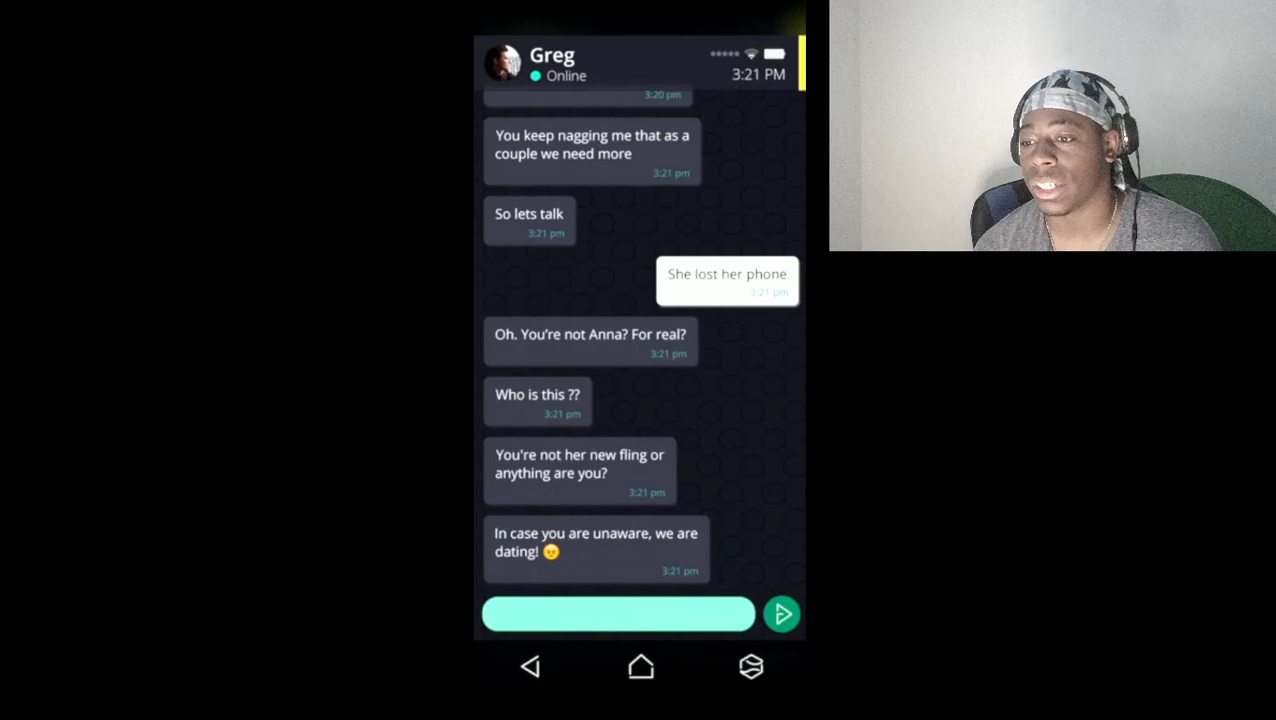 Greg
Online
3:21 PM
3:20 pm
You keep nagging me that as a
couple we need more
3:21 pm
So lets talk
3:21 pm
She lost her phone
3:21 pm
Oh. You're not Anna? For real?
3:21 pm
Who is this ??
3:21 pm
You're not her new fling or
anything are you?
3:21 pm
In case you are unaware, we are
dating! 😠
3:21 pm